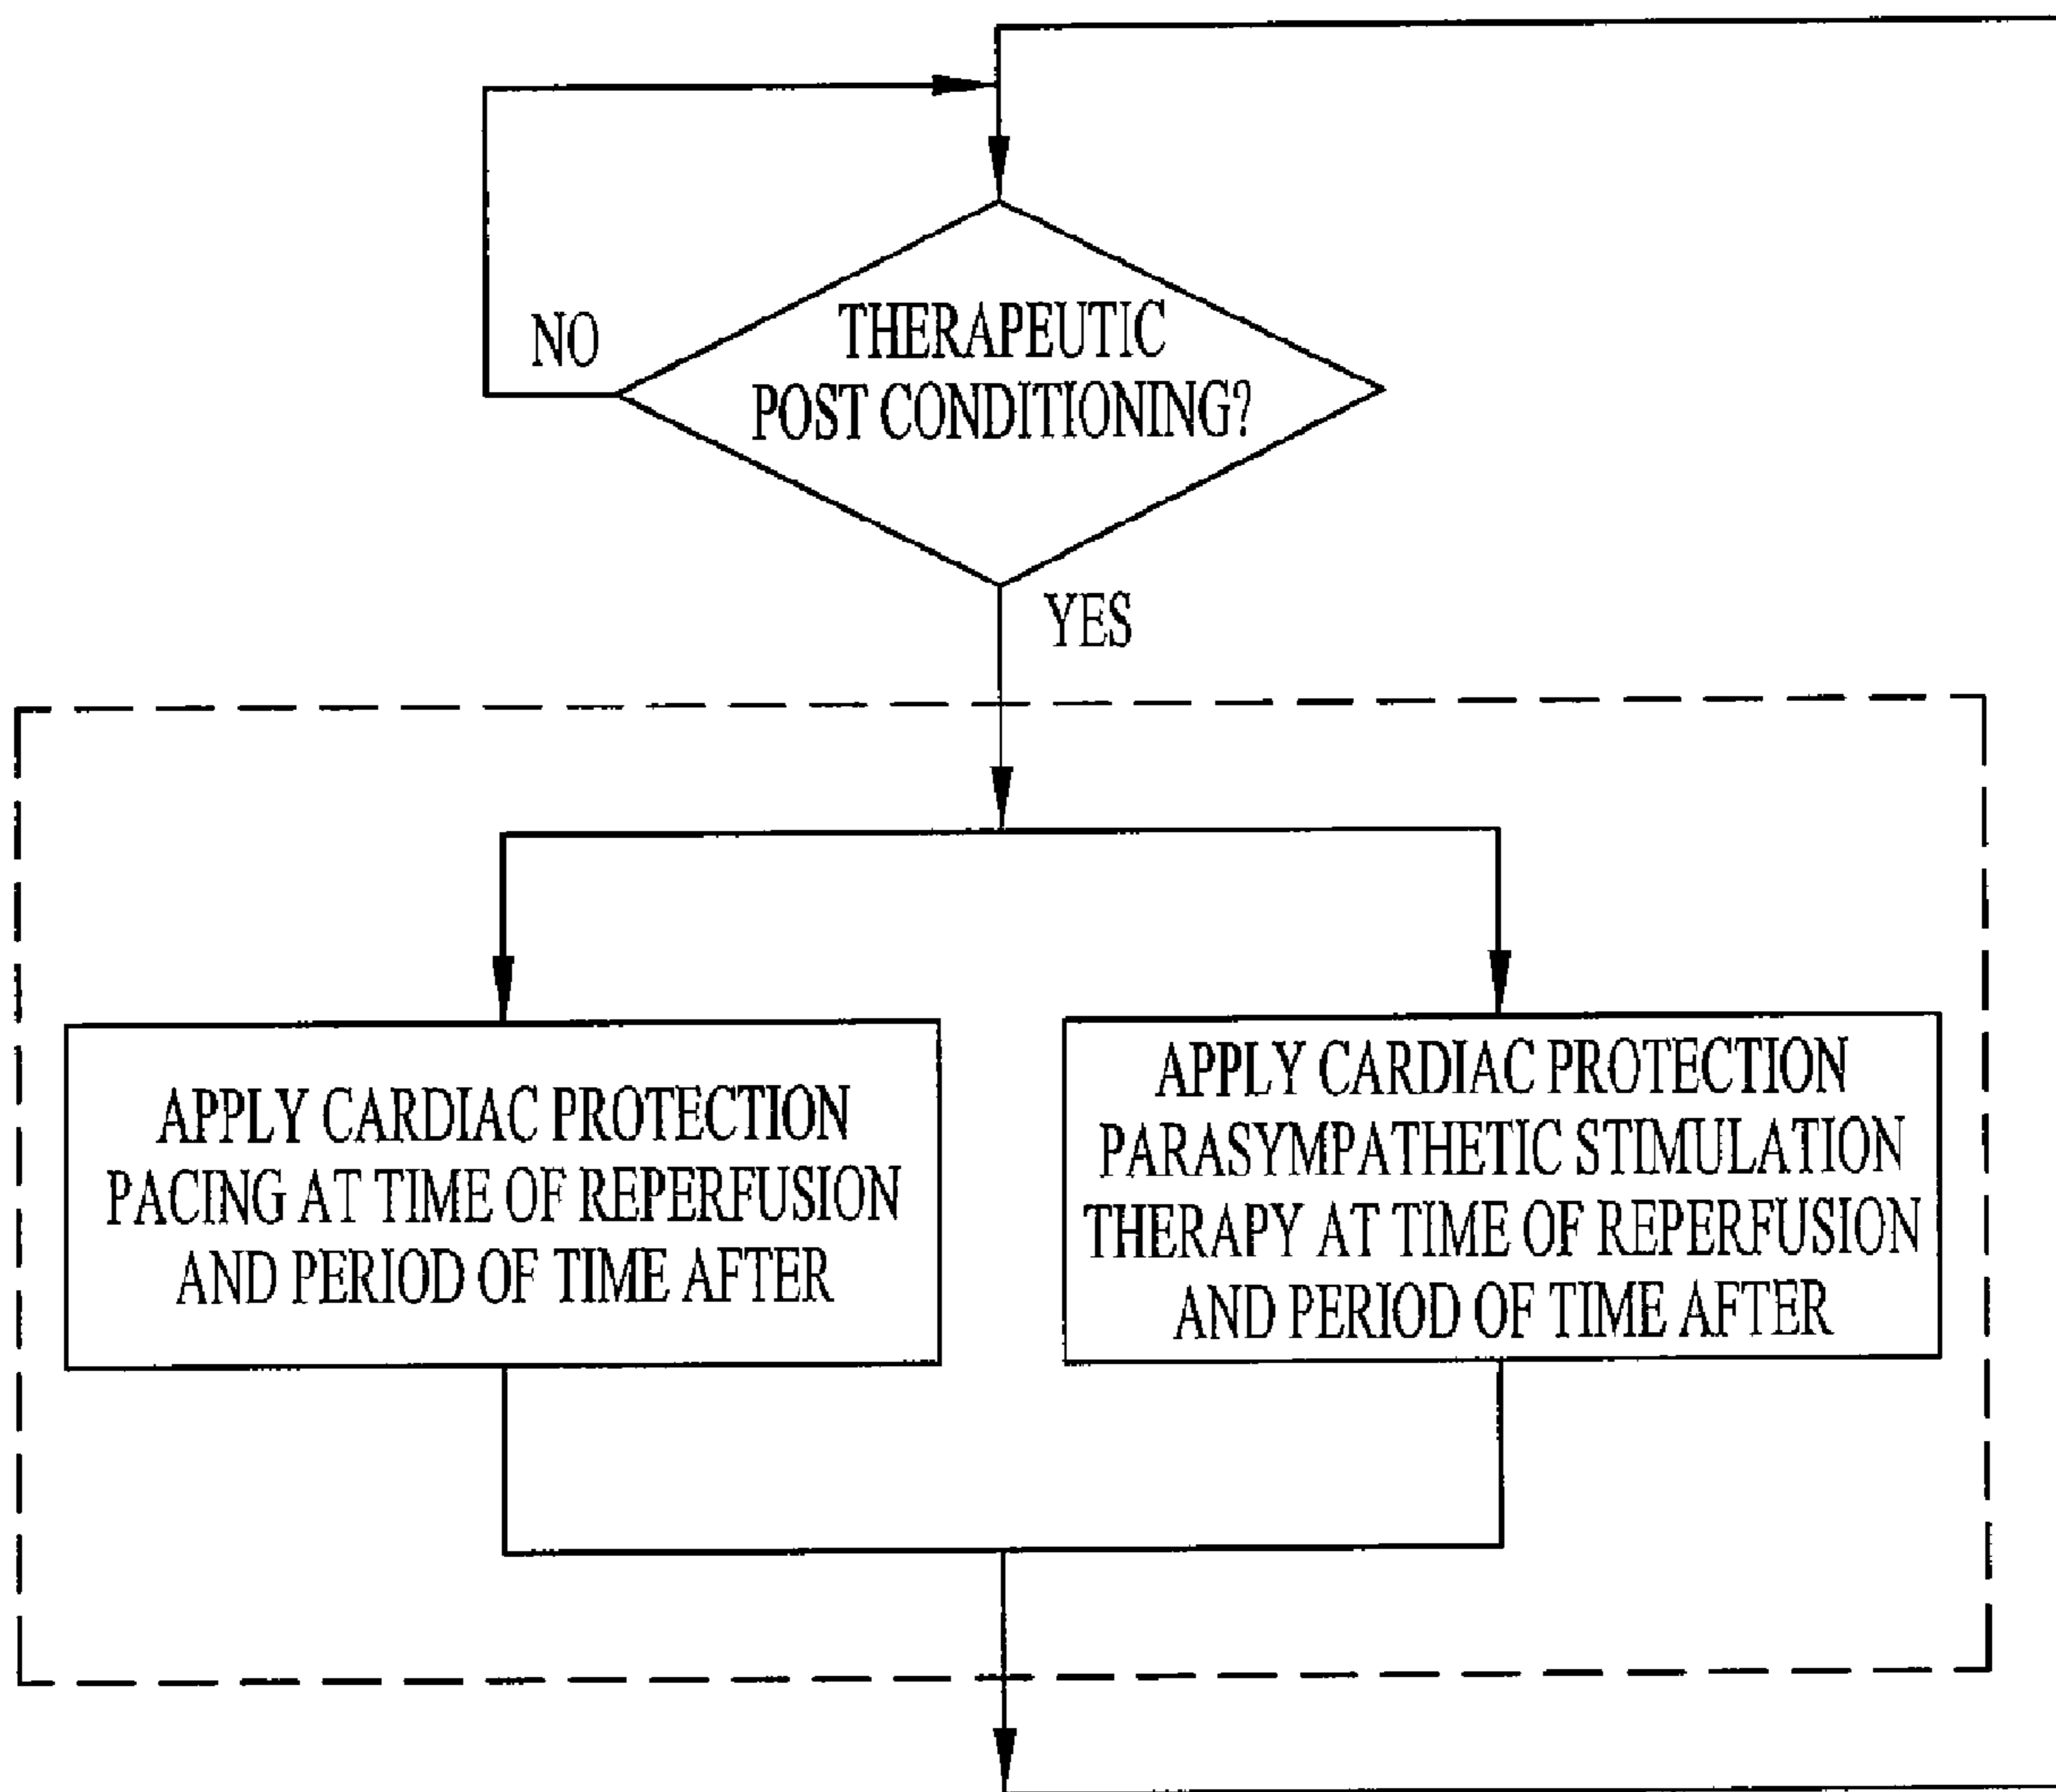 THERAPEUTIC
POST CONDITIONING?
NO
YES
APPLY CARDIAC PROTECTION
PACING AT TIME OF REPERFUSION
AND PERIOD OF TIME AFTER
APPLY CARDIAC PROTECTION
PARASYMPATHETIC STIMULATION
THERAPY AT TIME OF REPERFUSION
AND PERIOD OF TIME AFTER